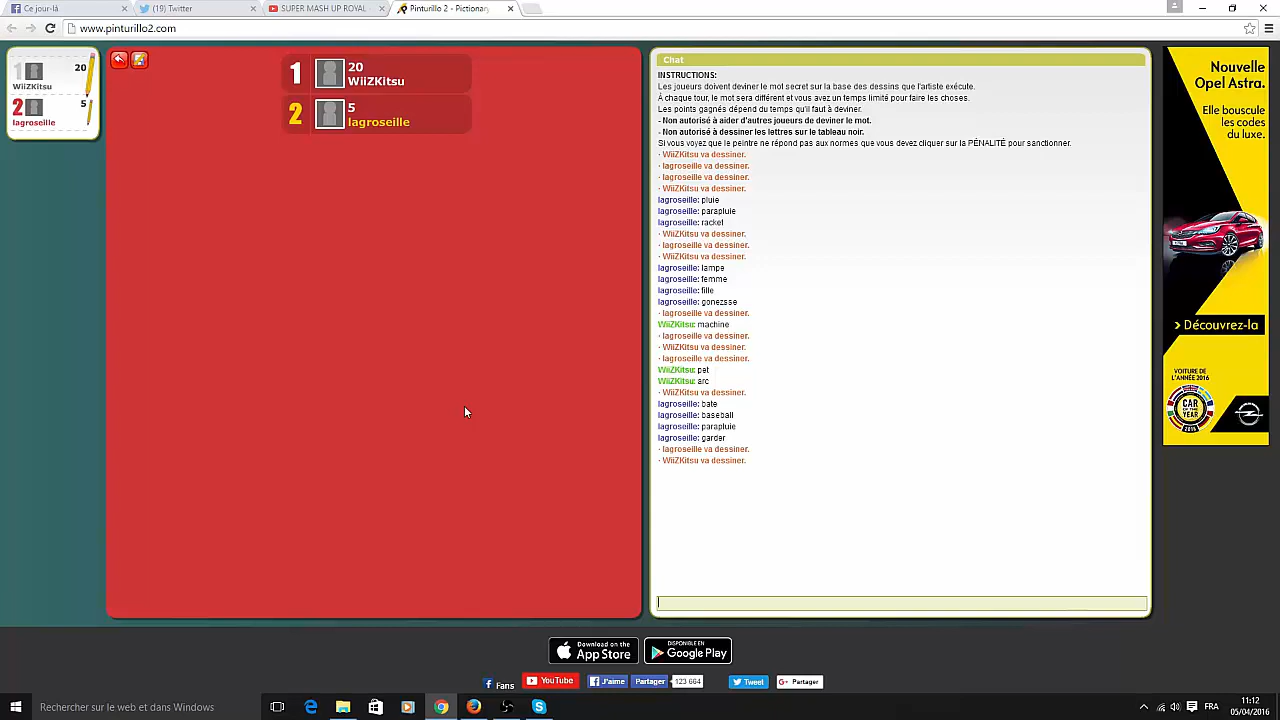 Ce jour-là
(19) Twitter
SUPER MASH UP ROYAL -
Pinturillo 2 - Pictionary
www.pinturillo2.com
1 20
WiiZKitsu
2 5
lagroseille
1 20
WiiZKitsu
2 5
lagroseille
Chat
INSTRUCTIONS:
Les joueurs doivent deviner le mot secret sur la base des dessins que l'artiste exécute.
À chaque tour, le mot sera différent et vous avez un temps limité pour faire les choses.
Les points gagnés dépend du temps qu'il faut à deviner.
- Non autorisé à aider d'autres joueurs de deviner le mot.
- Non autorisé à dessiner les lettres sur le tableau noir.
Si vous voyez que le peintre ne répond pas aux normes que vous devez cliquer sur la PÉNALITÉ pour sanctionner.
· WiiZKitsu va dessiner.
· lagroseille va dessiner.
· lagroseille va dessiner.
· WiiZKitsu va dessiner.
lagroseille: pluie
lagroseille: parapluie
lagroseille: racket
· WiiZKitsu va dessiner.
· lagroseille va dessiner.
· WiiZKitsu va dessiner.
lagroseille: lampe
lagroseille: femme
lagroseille: fille
lagroseille: gonezsse
· lagroseille va dessiner.
WiiZKitsu: machine
· lagroseille va dessiner.
· WiiZKitsu va dessiner.
· lagroseille va dessiner.
WiiZKitsu: pet
WiiZKitsu: arc
· WiiZKitsu va dessiner.
lagroseille: bate
lagroseille: baseball
lagroseille: parapluie
lagroseille: garder
· lagroseille va dessiner.
· WiiZKitsu va dessiner.
Nouvelle
Opel Astra.
Elle bouscule
les codes
du luxe.
> Découvrez-la
VOITURE DE
L'ANNÉE 2016
CAR
OF THE
YEAR
2016
Download on the
App Store
DISPONIBLE EN
Google Play
Fans
YouTube
J'aime
Partager
123 664
Tweet
G+ Partager
Rechercher sur le web et dans Windows
FRA
11:12
05/04/2016